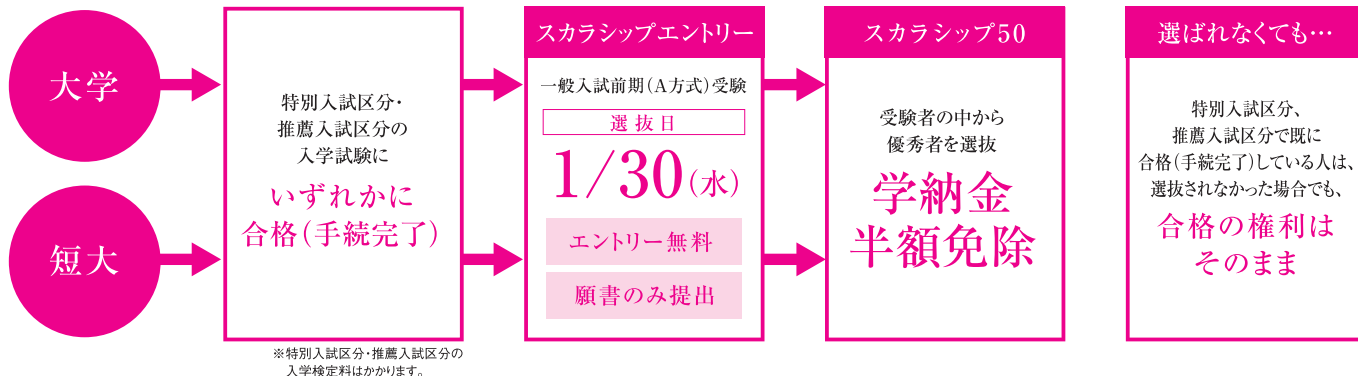 大学
短大
特別入試区分・
推薦入試区分の
入学試験に
いずれかに
合格(手続完了)
※特別入試区分・推薦入試区分の
入学検定料はかかります。
スカラシップエントリー
一般入試前期(A方式)受験
選抜日
1/30(水)
エントリー無料
願書のみ提出
スカラシップ50
受験者の中から
優秀者を選抜
学納金
半額免除
選ばれなくても…
特別入試区分、
推薦入試区分で既に
合格(手続完了)している人は、
選抜されなかった場合でも、
合格の権利は
そのまま